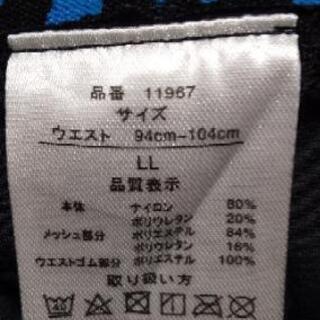 品番 11967
サイズ
ウエスト 94cm-104cm
LL
品質表示
本体 ナイロン 80%
ポリウレタン 20%
メッシュ部分 ポリエステル 84%
ポリウレタン 16%
ウエストゴム部分 ポリエステル 100%
取り扱い方
40